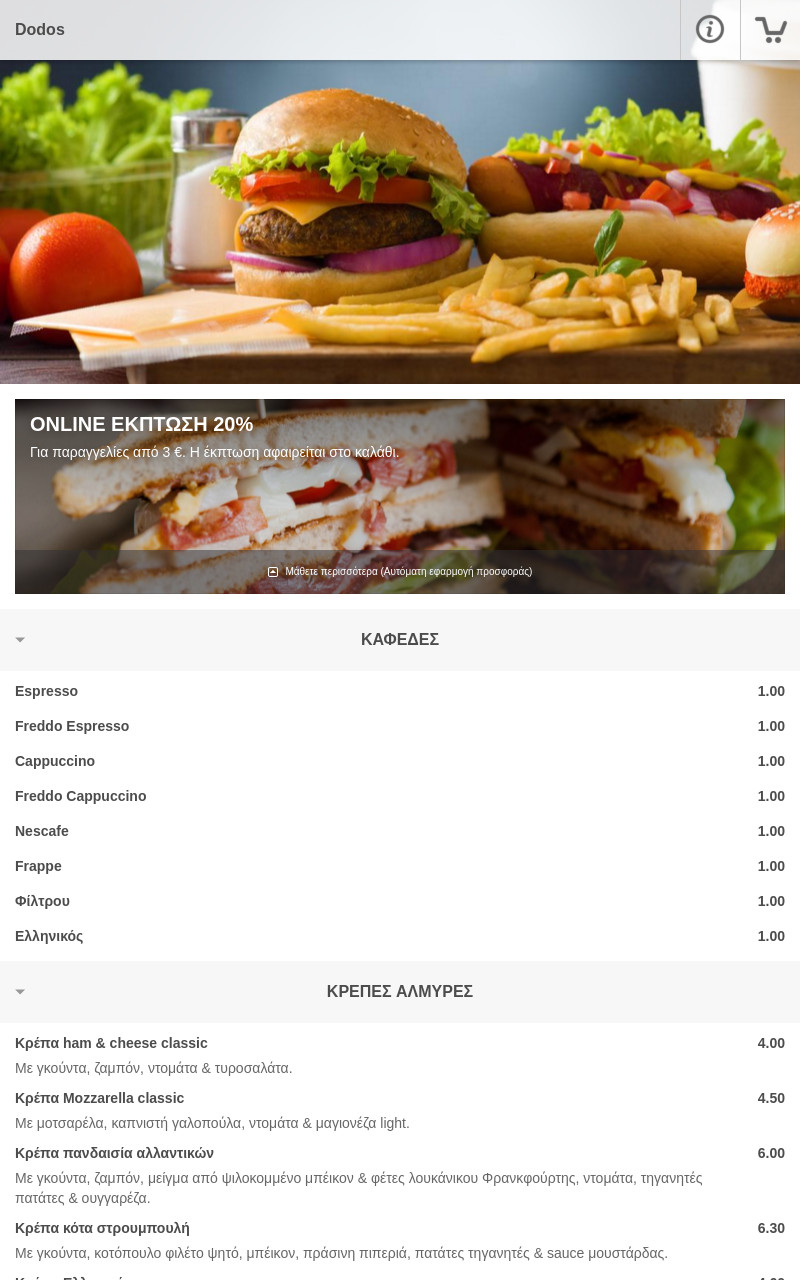 Dodos
ONLINE ΕΚΠΤΩΣΗ 20%
Για παραγγελίες από 3 €. Η έκπτωση αφαιρείται στο καλάθι.
Μάθετε περισσότερα (Αυτόματη εφαρμογή προσφοράς)
ΚΑΦΕΔΕΣ
Espresso 1.00
Freddo Espresso 1.00
Cappuccino 1.00
Freddo Cappuccino 1.00
Nescafe 1.00
Frappe 1.00
Φίλτρου 1.00
Ελληνικός 1.00
ΚΡΕΠΕΣ ΑΛΜΥΡΕΣ
Κρέπα ham & cheese classic 4.00
Με γκούντα, ζαμπόν, ντομάτα & τυροσαλάτα.
Κρέπα Mozzarella classic 4.50
Με μοτσαρέλα, καπνιστή γαλοπούλα, ντομάτα & μαγιονέζα light.
Κρέπα πανδαισία αλλαντικών 6.00
Με γκούντα, ζαμπόν, μείγμα από ψιλοκομμένο μπέικον & φέτες λουκάνικου Φρανκφούρτης, ντομάτα, τηγανητές
πατάτες & ουγγαρέζα.
Κρέπα κότα στρουμπουλή 6.30
Με γκούντα, κοτόπουλο φιλέτο ψητό, μπέικον, πράσινη πιπεριά, πατάτες τηγανητές & sauce μουστάρδας.